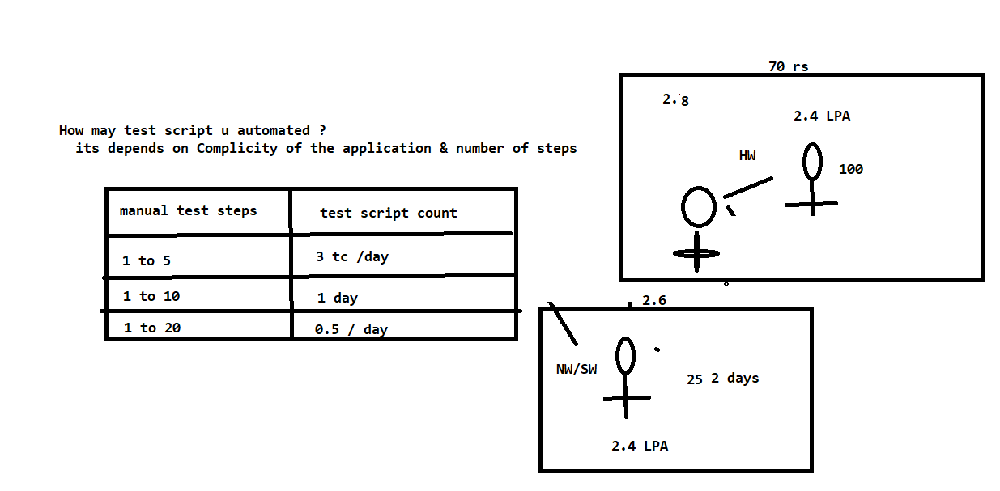 How may test script u automated ?
its depends on Complicity of the application & number of steps
manual test steps
test script count
1 to 5
3 tc /day
1 to 10
1 day
1 to 20
0.5 / day
70 rs
2.8
2.4 LPA
HW
100
2.6
NW/SW
25 2 days
2.4 LPA